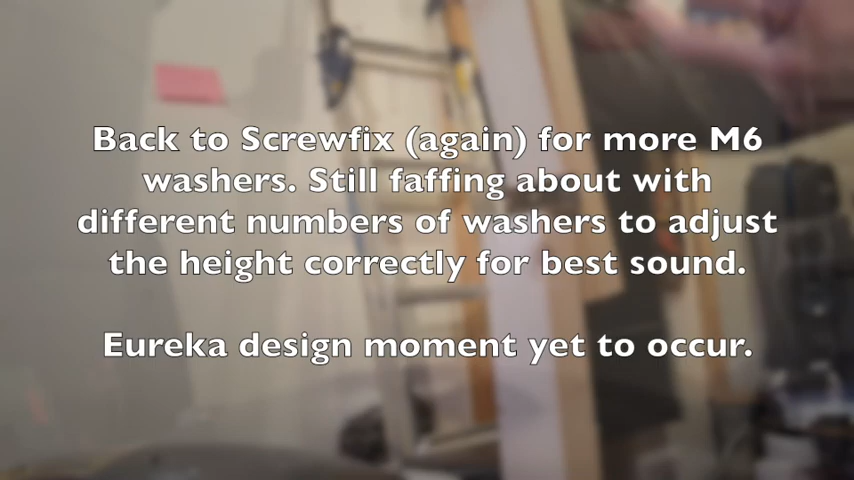 Back to Screwfix (again) for more M6
washers. Still faffing about with
different numbers of washers to adjust
the height correctly for best sound.
Eureka design moment yet to occur.